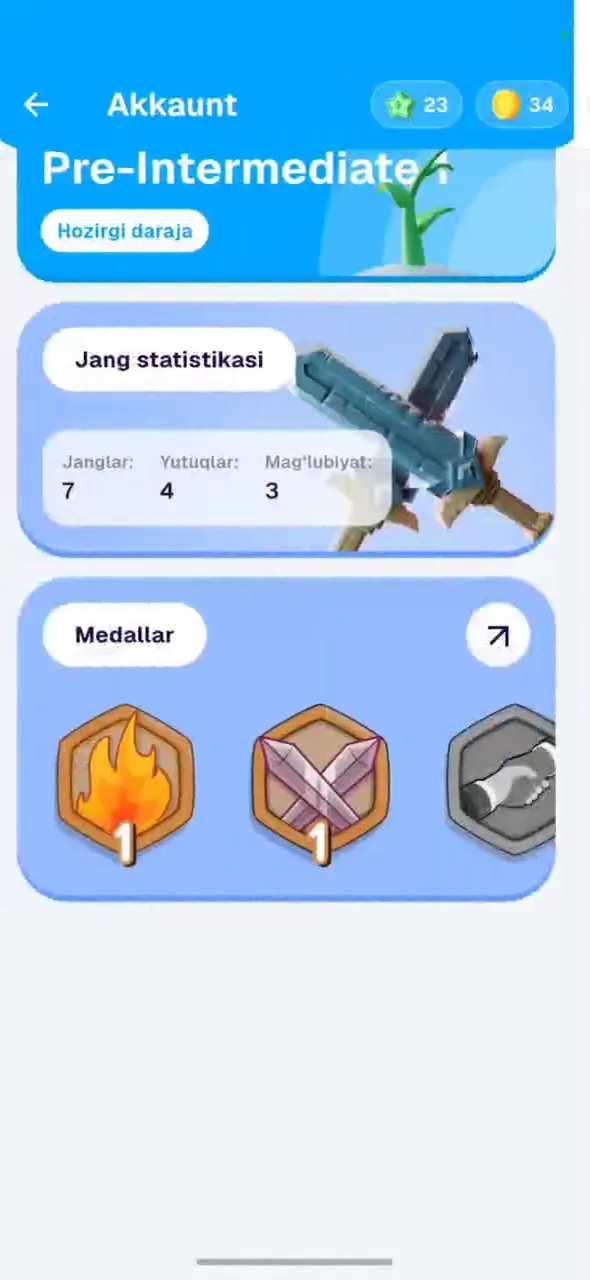 Akkaunt
23
34
Pre-Intermediate 1
Hozirgi daraja
Jang statistikasi
Janglar:
Yutuqlar:
Mag'lubiyat:
7
4
3
Medallar
1
1